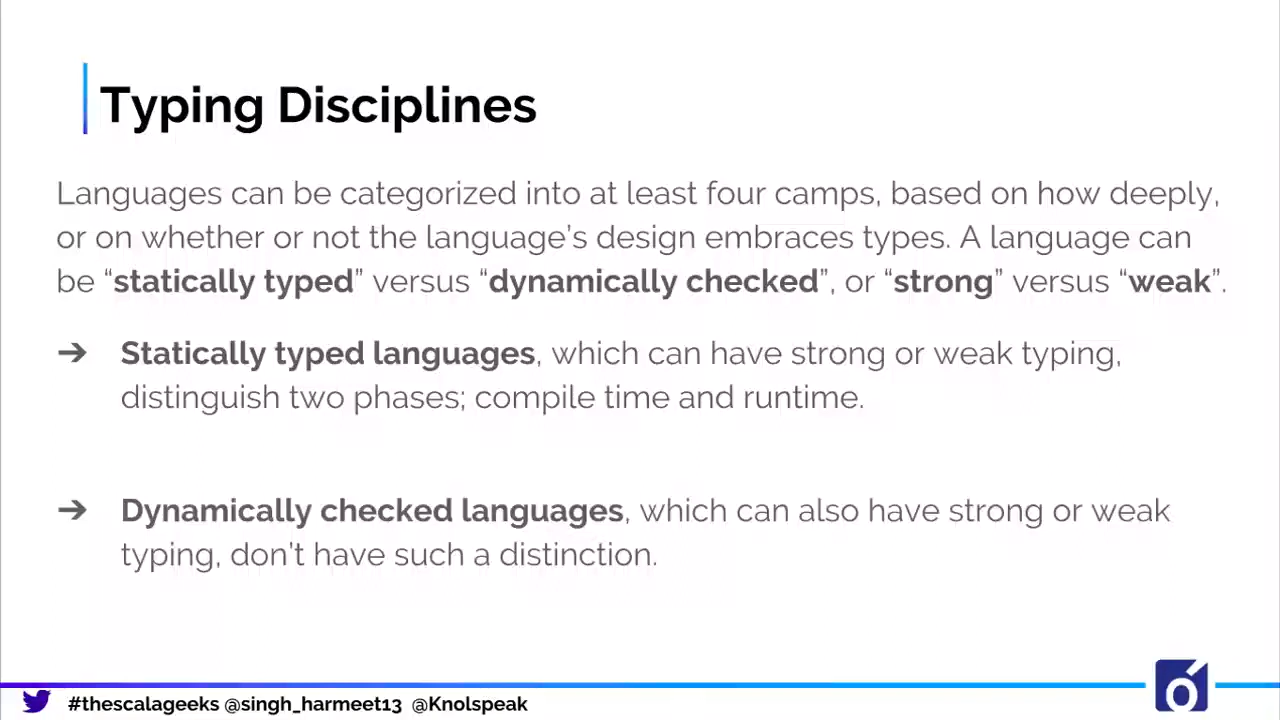 Typing Disciplines
Languages can be categorized into at least four camps, based on how deeply,
or on whether or not the language's design embraces types. A language can
be “statically typed” versus “dynamically checked”, or “strong” versus “weak”.
➔ Statically typed languages, which can have strong or weak typing,
distinguish two phases; compile time and runtime.
➔ Dynamically checked languages, which can also have strong or weak
typing, don't have such a distinction.
#thescalageeks @singh_harmeet13 @Knolspeak